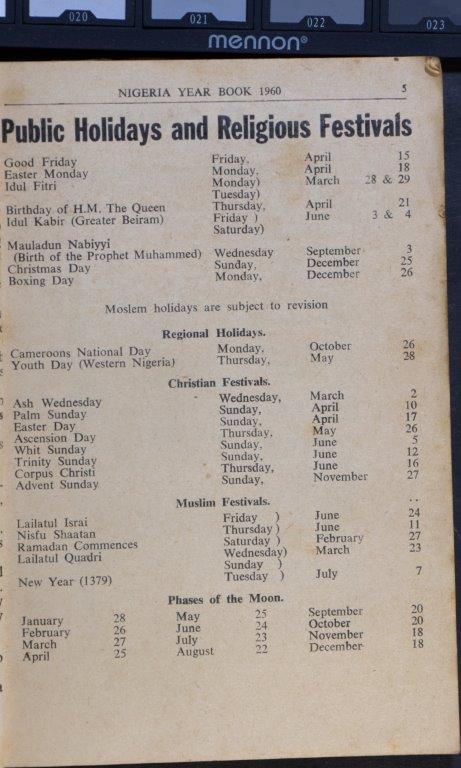 020 021 022 023
mennon®
NIGERIA YEAR BOOK 1960 5
Public Holidays and Religious Festivals
Good Friday Friday, April 15
Easter Monday Monday, April 18
Idul Fitri Monday) March 28 & 29
Tuesday)
Birthday of H.M. The Queen Thursday, April 21
Idul Kabir (Greater Beiram) Friday ) June 3 & 4
Saturday)
Mauladun Nabiyyi
(Birth of the Prophet Muhammed) Wednesday September 3
Christmas Day Sunday, December 25
Boxing Day Monday, December 26
Moslem holidays are subject to revision
Regional Holidays.
Cameroons National Day Monday, October 26
Youth Day (Western Nigeria) Thursday, May 28
Christian Festivals.
Ash Wednesday Wednesday, March 2
Palm Sunday Sunday, April 10
Easter Day Sunday, April 17
Ascension Day Thursday, May 26
Whit Sunday Sunday, June 5
Trinity Sunday Sunday, June 12
Corpus Christi Thursday, June 16
Advent Sunday Sunday, November 27
Muslim Festivals.
Lailatul Israi Friday ) June 24
Nisfu Shaatan Thursday ) June 11
Ramadan Commences Saturday ) February 27
Lailatul Quadri Wednesday) March 23
Sunday )
New Year (1379) Tuesday ) July 7
Phases of the Moon.
January 28 May 25 September 20
February 26 June 24 October 20
March 27 July 23 November 18
April 25 August 22 December 18